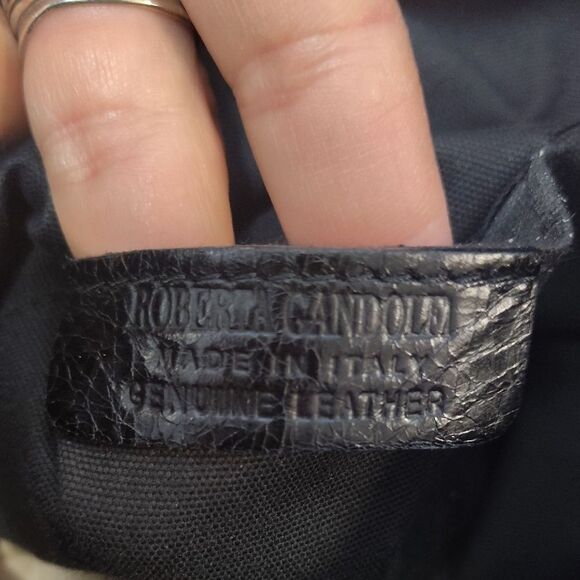 ROBERTA GANDOLFI
MADE IN ITALY
GENUINE LEATHER